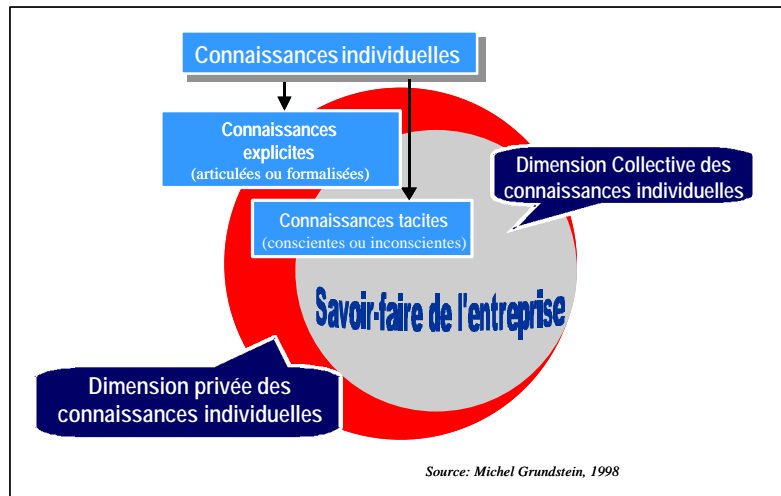 Connaissances individuelles
Connaissances
explicites
(articulées ou formalisées)
Dimension Collective des
connaissances individuelles
Connaissances tacites
(conscientes ou inconscientes)
Savoir-faire de l'entreprise
Dimension privée des
connaissances individuelles
Source: Michel Grundstein, 1998